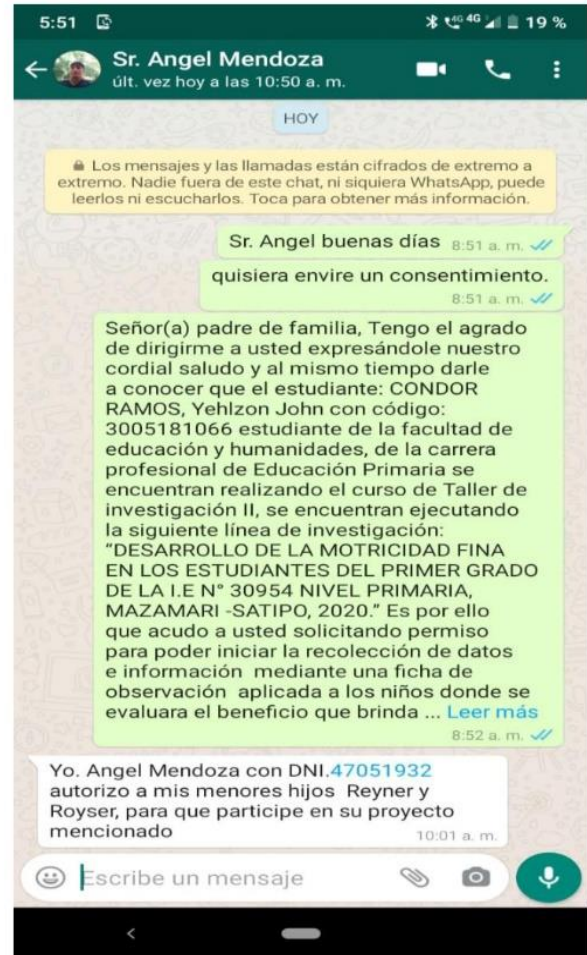 5:51
4G 4G 19 %
Sr. Angel Mendoza
últ. vez hoy a las 10:50 a. m.
HOY
Los mensajes y las llamadas están cifrados de extremo a
extremo. Nadie fuera de este chat, ni siquiera WhatsApp, puede
leerlos ni escucharlos. Toca para obtener más información.
Sr. Angel buenas días 8:51 a. m.
quisiera envire un consentimiento.
8:51 a. m.
Señor(a) padre de familia, Tengo el agrado
de dirigirme a usted expresándole nuestro
cordial saludo y al mismo tiempo darle
a conocer que el estudiante: CONDOR
RAMOS, Yehlzon John con código:
3005181066 estudiante de la facultad de
educación y humanidades, de la carrera
profesional de Educación Primaria se
encuentran realizando el curso de Taller de
investigación II, se encuentran ejecutando
la siguiente línea de investigación:
“DESARROLLO DE LA MOTRICIDAD FINA
EN LOS ESTUDIANTES DEL PRIMER GRADO
DE LA I.E N° 30954 NIVEL PRIMARIA,
MAZAMARI -SATIPO, 2020.” Es por ello
que acudo a usted solicitando permiso
para poder iniciar la recolección de datos
e información mediante una ficha de
observación aplicada a los niños donde se
evaluara el beneficio que brinda ... Leer más
8:52 a. m.
Yo. Angel Mendoza con DNI.47051932
autorizo a mis menores hijos Reyner y
Royser, para que participe en su proyecto
mencionado 10:01 a. m.
Escribe un mensaje